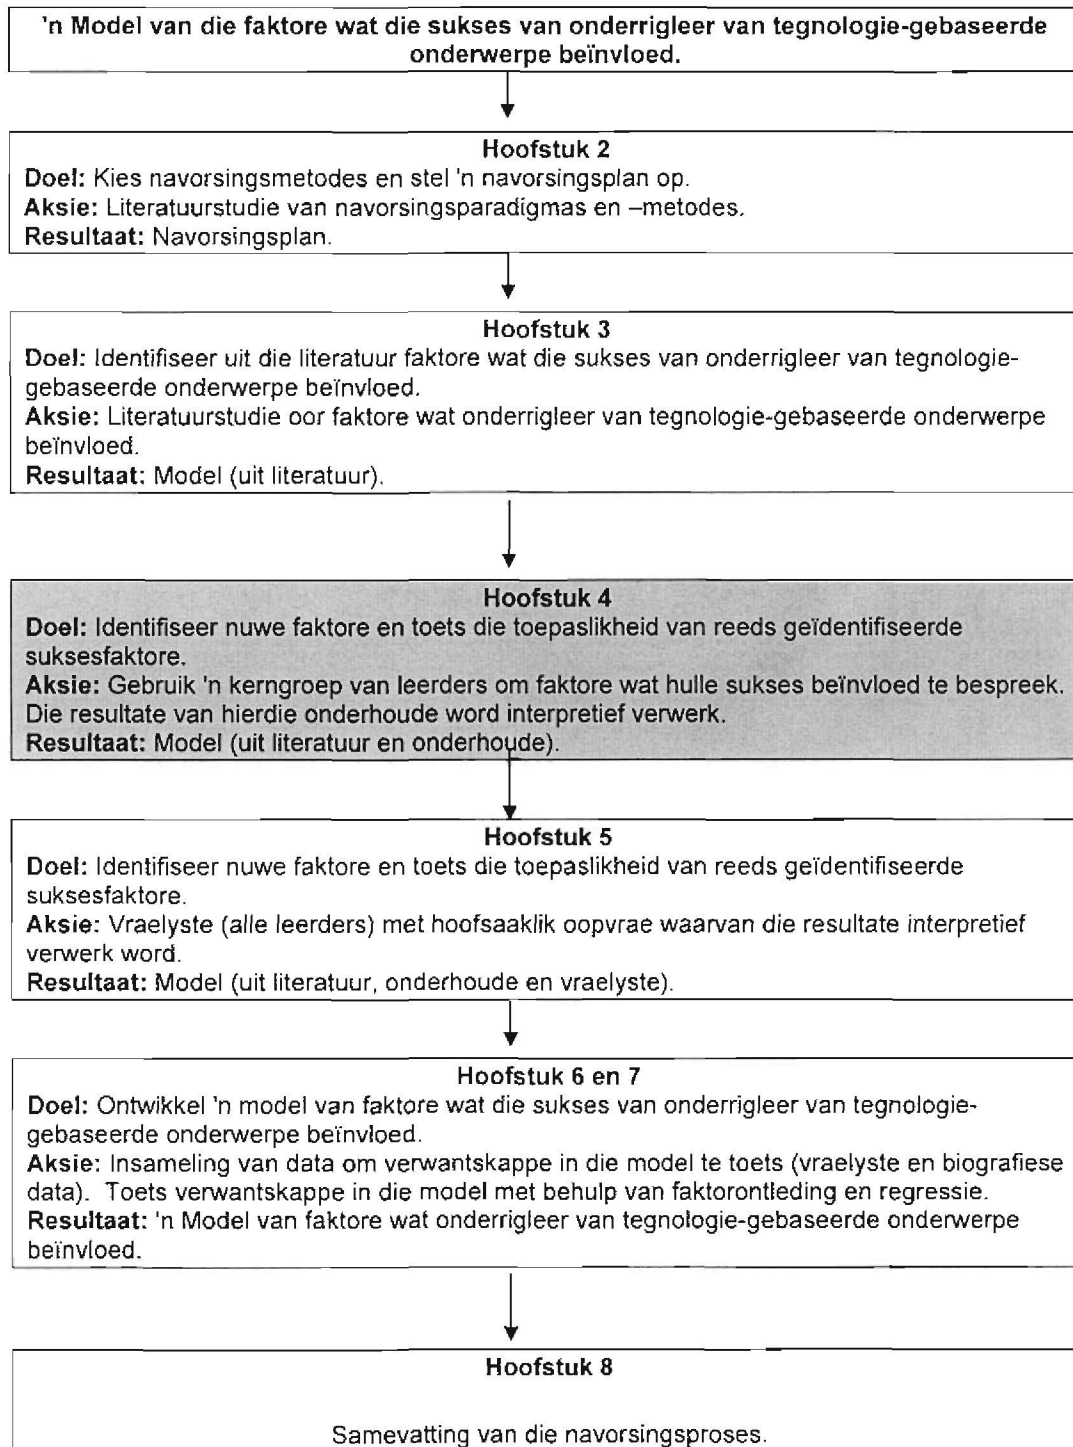 'n Model van die faktore wat die sukses van onderrigleer van tegnologie-gebaseerde
onderwerpe beïnvloed.
Hoofstuk 2
Doel: Kies navorsingsmetodes en stel 'n navorsingsplan op.
Aksie: Literatuurstudie van navorsingsparadigmas en –metodes.
Resultaat: Navorsingsplan.
Hoofstuk 3
Doel: Identifiseer uit die literatuur faktore wat die sukses van onderrigleer van tegnologie-
gebaseerde onderwerpe beïnvloed.
Aksie: Literatuurstudie oor faktore wat onderrigleer van tegnologie-gebaseerde onderwerpe
beïnvloed.
Resultaat: Model (uit literatuur).
Hoofstuk 4
Doel: Identifiseer nuwe faktore en toets die toepaslikheid van reeds geïdentifiseerde
suksesfaktore.
Aksie: Gebruik 'n kerngroep van leerders om faktore wat hulle sukses beïnvloed te bespreek.
Die resultate van hierdie onderhoude word interpretief verwerk.
Resultaat: Model (uit literatuur en onderhoude).
Hoofstuk 5
Doel: Identifiseer nuwe faktore en toets die toepaslikheid van reeds geïdentifiseerde
suksesfaktore.
Aksie: Vraelyste (alle leerders) met hoofsaaklik oopvrae waarvan die resultate interpretief
verwerk word.
Resultaat: Model (uit literatuur, onderhoude en vraelyste).
Hoofstuk 6 en 7
Doel: Ontwikkel 'n model van faktore wat die sukses van onderrigleer van tegnologie-
gebaseerde onderwerpe beïnvloed.
Aksie: Insameling van data om verwantskappe in die model te toets (vraelyste en biografiese
data). Toets verwantskappe in die model met behulp van faktorontleding en regressie.
Resultaat: 'n Model van faktore wat onderrigleer van tegnologie-gebaseerde onderwerpe
beïnvloed.
Hoofstuk 8
Samevatting van die navorsingsproses.